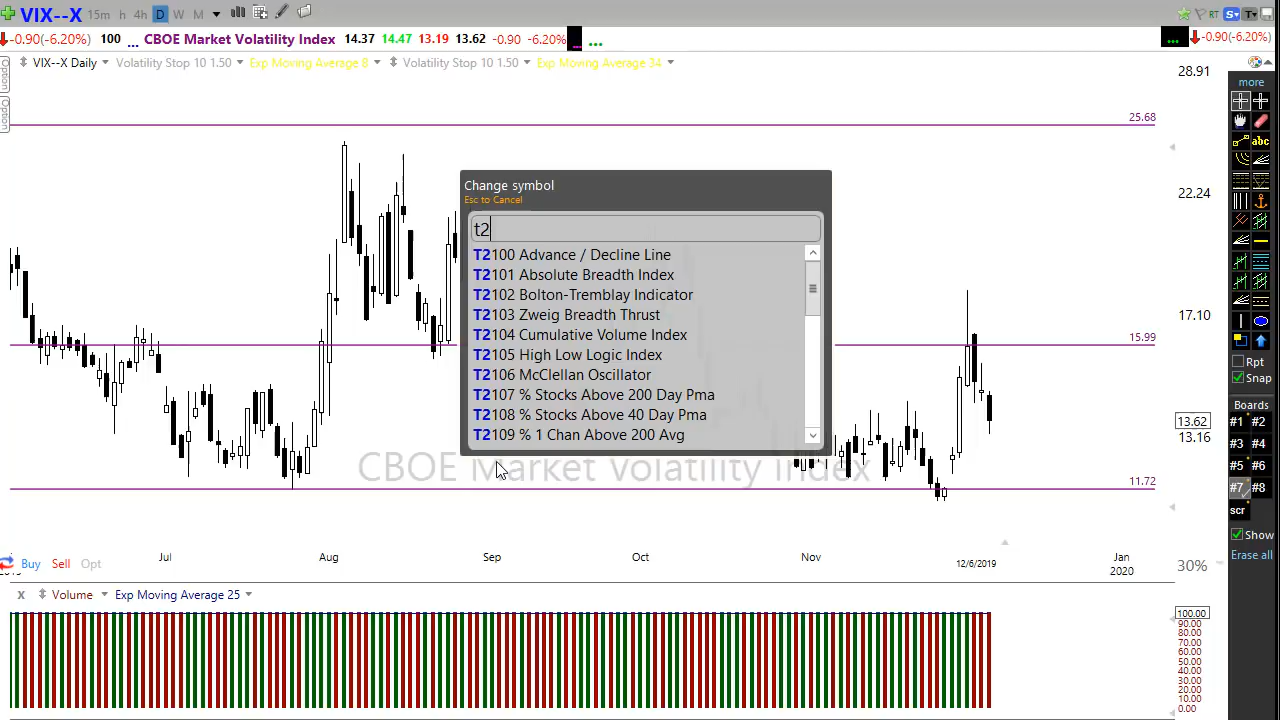 VIX--X 15m h 4h D W M
-0.90(-6.20%) 100 ... CBOE Market Volatility Index 14.37 14.47 13.19 13.62 -0.90 -6.20% ... ... -0.90(-6.20%)
VIX--X Daily Volatility Stop 10 1.50 Exp Moving Average 8 Volatility Stop 10 1.50 Exp Moving Average 34
RT S T
Option
Option
28.91
25.68
22.24
17.10
15.99
13.62
13.16
11.72
Change symbol
Esc to Cancel
t2
T2100 Advance / Decline Line
T2101 Absolute Breadth Index
T2102 Bolton-Tremblay Indicator
T2103 Zweig Breadth Thrust
T2104 Cumulative Volume Index
T2105 High Low Logic Index
T2106 McClellan Oscillator
T2107 % Stocks Above 200 Day Pma
T2108 % Stocks Above 40 Day Pma
T2109 % 1 Chan Above 200 Avg
CBOE Market Volatility Index
Jul Aug Sep Oct Nov 12/6/2019 Jan
2020
Buy Sell Opt
30%
X Volume Exp Moving Average 25
100.00
90.00
80.00
70.00
60.00
50.00
40.00
30.00
20.00
10.00
0.00
more
abc
Rpt
Snap
Boards
#1 #2
#3 #4
#5 #6
#7 #8
scr
Show
Erase all